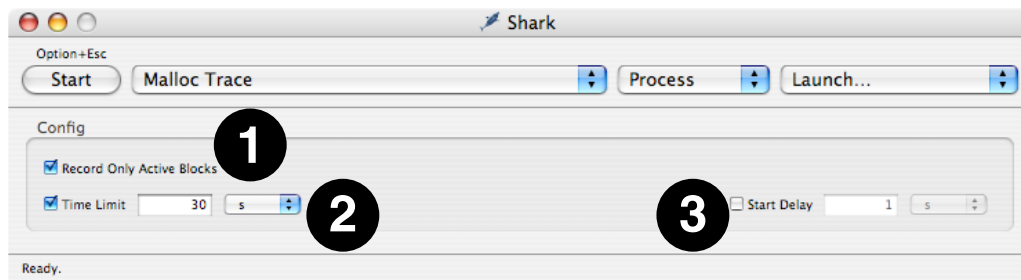 Shark
Option+Esc
Start Malloc Trace Process Launch...
Config
1
Record Only Active Blocks
Time Limit 30 s 2 3 Start Delay 1 s
Ready.